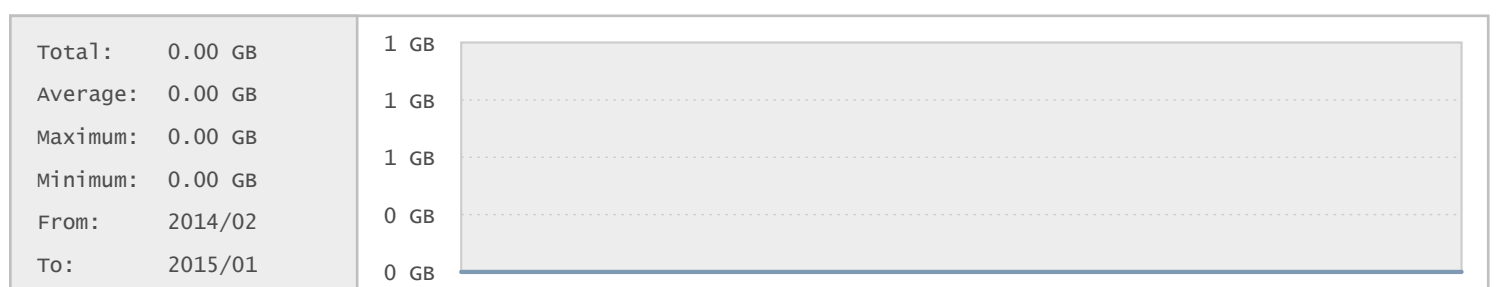 Total: 0.00 GB
Average: 0.00 GB
Maximum: 0.00 GB
Minimum: 0.00 GB
From: 2014/02
To: 2015/01
1 GB
1 GB
1 GB
0 GB
0 GB